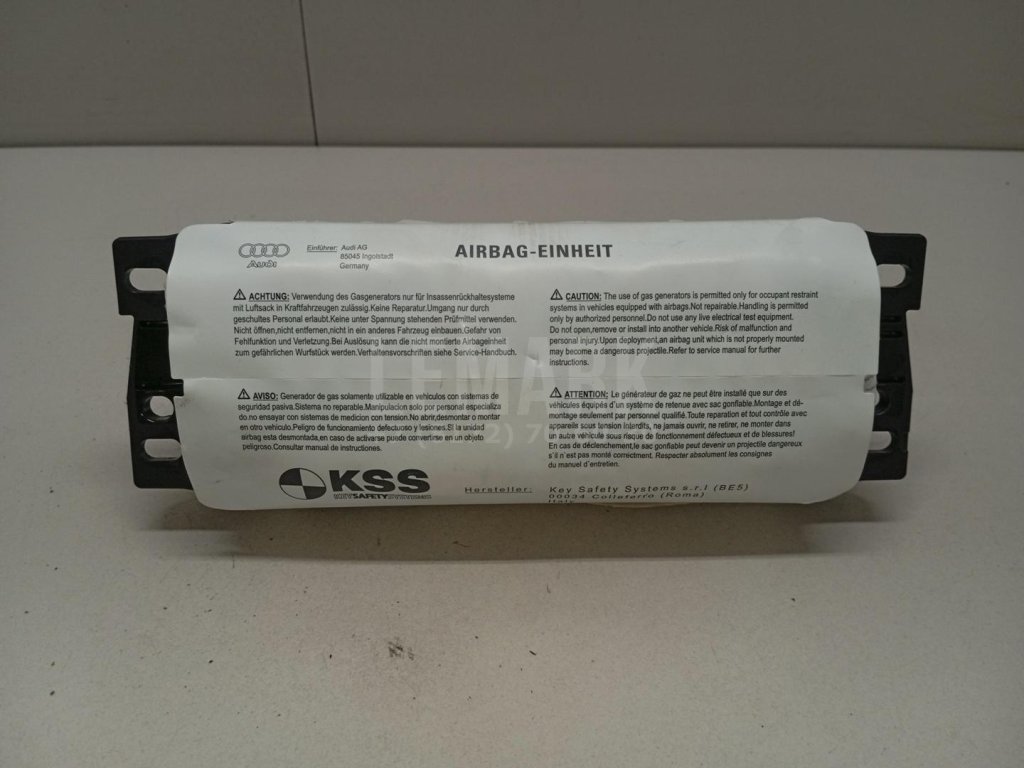 Audi
Einführer: Audi AG
85045 Ingolstadt
Germany
AIRBAG-EINHEIT
ACHTUNG: Verwendung des Gasgenerators nur für Insassenrückhaltesysteme
mit Luftsack in Kraftfahrzeugen zulässig.Keine Reparatur.Umgang nur durch
geschultes Personal erlaubt.Keine unter Spannung stehenden Prüfmittel verwenden.
Nicht öffnen,nicht entfernen,nicht in ein anderes Fahrzeug einbauen.Gefahr von
Fehlfunktion und Verletzung.Bei Auslösung kann die nicht montierte Airbageinheit
zum gefährlichen Wurfstück werden.Verhaltensvorschriften siehe Service-Handbuch.
CAUTION: The use of gas generators is permitted only for occupant restraint
systems in vehicles equipped with airbags.Not repairable.Handling is permitted
only by authorized personnel.Do not use any live electrical test equipment.
Do not open,remove or install into another vehicle.Risk of malfunction and
personal injury.Upon deployment,an airbag unit which is not properly mounted
may become a dangerous projectile.Refer to service manual for further
instructions.
AVISO: Generador de gas solamente utilizable en vehiculos con sistemas de
seguridad pasiva.Sistema no reparable.Manipulacion solo por personal especializa
do.no ensayar con sistemas de medicion con tension.No abrir,desmontar o montar
en otro vehiculo.Peligro de funcionamiento defectuoso y lesiones.Si la unidad
airbag esta desmontada,en caso de activarse puede convertirse en un objeto
peligroso.Consultar manual de instrucciones.
ATTENTION: Le générateur de gaz ne peut être installé que sur des
véhicules équipés d'un système de retenue avec sac gonflable.Montage et dé-
montage seulement par personnel qualifié.Toute reparation et tout contrôle avec
appareils sous tension interdits, ne jamais ouvrir, ne retirer, ne monter dans
un autre véhicule sous risque de fonctionnement défectueux et de blessures!
En cas de déclenchement,le sac gonflable peut devenir un projectile dangereux
s'il n'est pas monté correctement. Respecter absolument les consignes
du manuel d'entretien.
KSS
KEYSAFETYSYSTEMS
Hersteller: Key Safety Systems s.r.l (BE5)
00034 Colleferro (Roma)
Italy
LEMARK